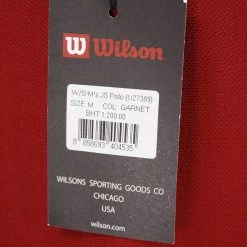 W Wilson
W/S-M's JS Polo (U27389)
SIZE M COL GARNET
BHT 1,200.00
8 858693 404535
WILSONS SPORTING GOODS CO
CHICAGO
USA
wilson.com